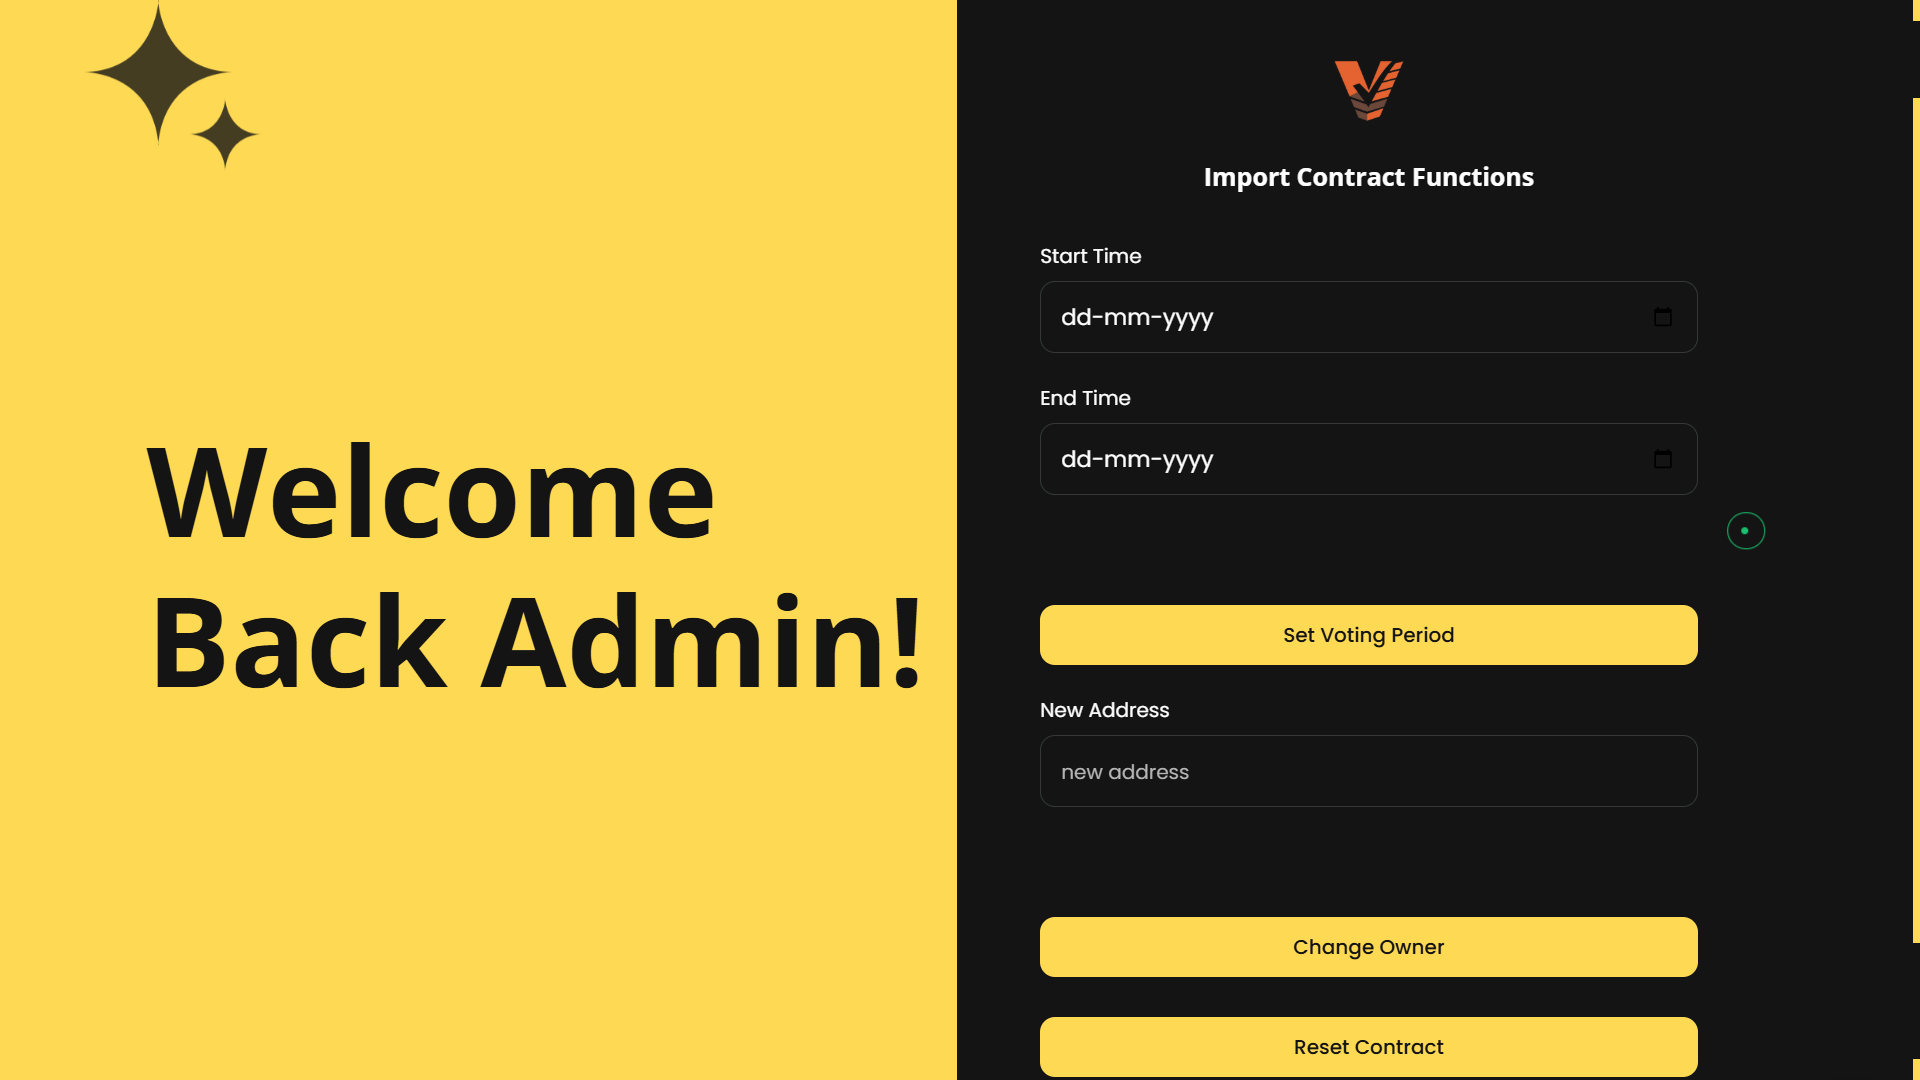 Welcome
Back Admin!
Import Contract Functions
Start Time
dd-mm-yyyy
End Time
dd-mm-yyyy
Set Voting Period
New Address
new address
Change Owner
Reset Contract